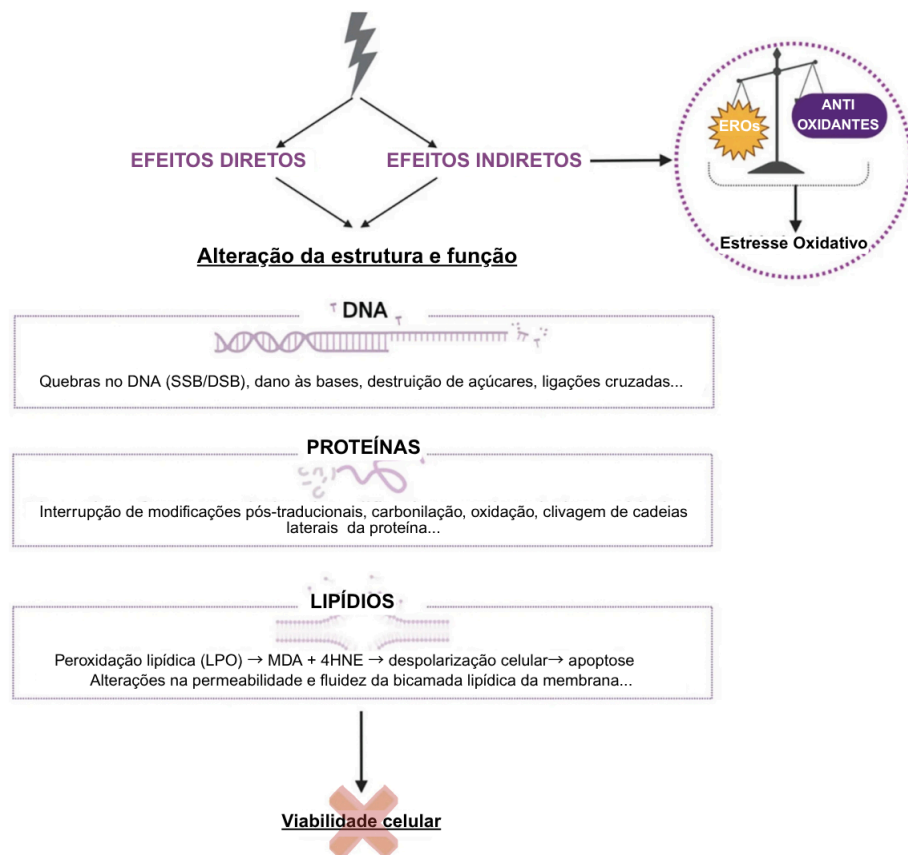 EROs
ANTI
OXIDANTES
EFEITOS DIRETOS
EFEITOS INDIRETOS
Estresse Oxidativo
Alteração da estrutura e função
DNA
Quebras no DNA (SSB/DSB), dano às bases, destruição de açúcares, ligações cruzadas...
PROTEÍNAS
Interrupção de modificações pós-traducionais, carbonilação, oxidação, clivagem de cadeias
laterais da proteína...
LIPÍDIOS
Peroxidação lipídica (LPO) → MDA + 4HNE → despolarização celular→ apoptose
Alterações na permeabilidade e fluidez da bicamada lipídica da membrana...
Viabilidade celular